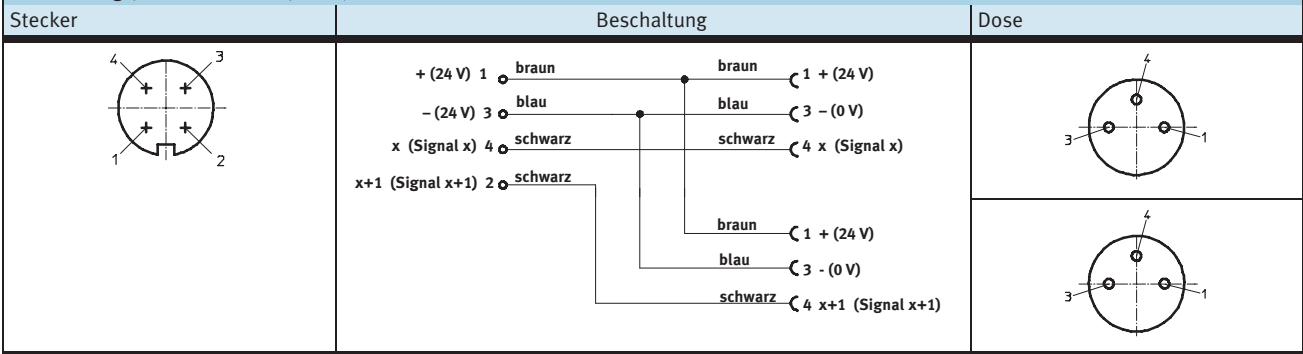 Stecker
Beschaltung
Dose
4
3
1
2
+ (24 V) 1 braun braun 1 + (24 V)
– (24 V) 3 blau blau 3 – (0 V)
x (Signal x) 4 schwarz schwarz 4 x (Signal x)
x+1 (Signal x+1) 2 schwarz
braun 1 + (24 V)
blau 3 - (0 V)
schwarz 4 x+1 (Signal x+1)
4
3
1
4
3
1